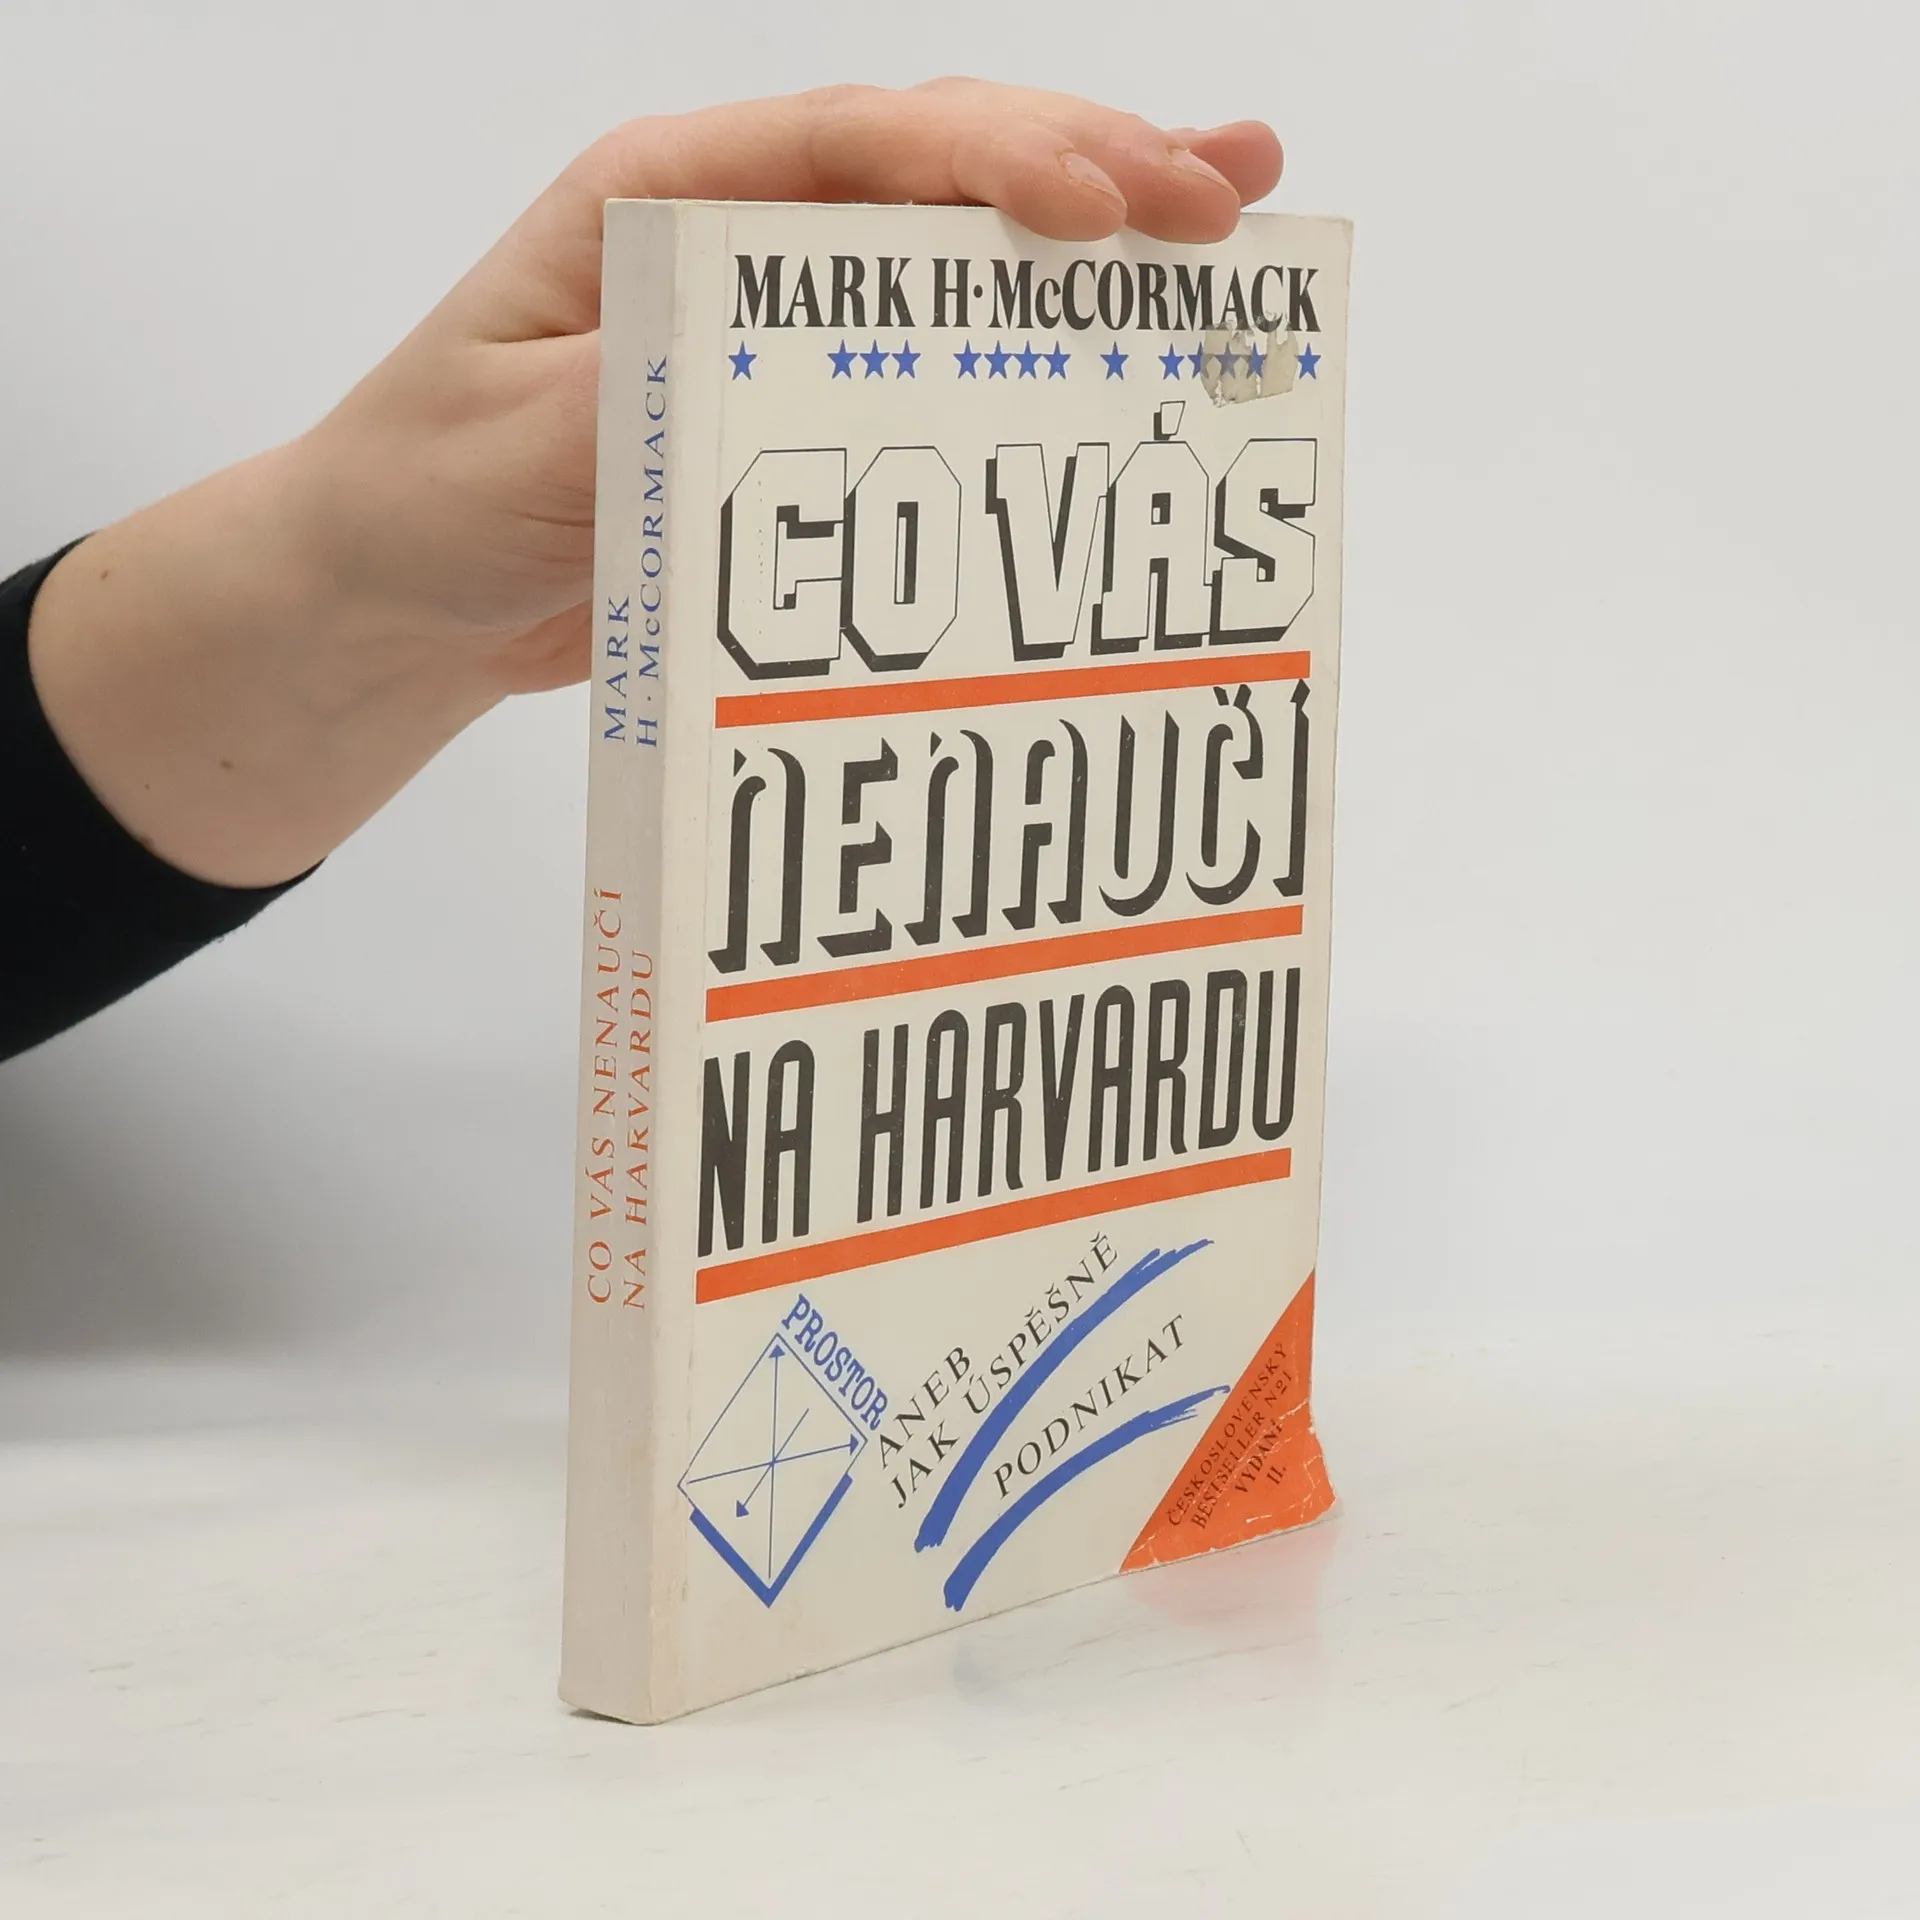 MARK H·McCORMACK
CO VÁS
NENAUČÍ
NA HARVARDU
PROSTOR
ANEB
JAK ÚSPĚŠNĚ
PODNIKAT
ČESKOSLOVENSKÝ
BESTSELLER Nº1
VYDÁNÍ
II.
MARK
H·McCORMACK
CO VÁS NENAUČÍ
NA HARVARDU